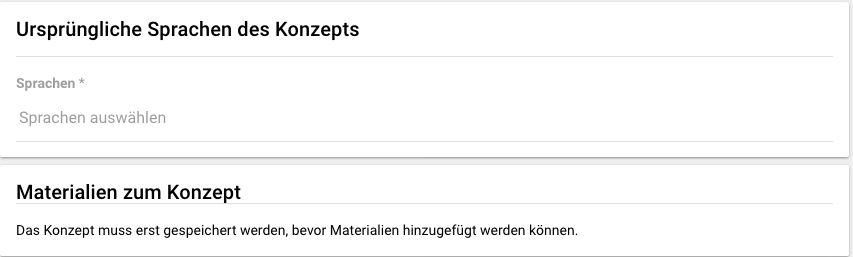 Ursprüngliche Sprachen des Konzepts
Sprachen *
Sprachen auswählen
Materialien zum Konzept
Das Konzept muss erst gespeichert werden, bevor Materialien hinzugefügt werden können.